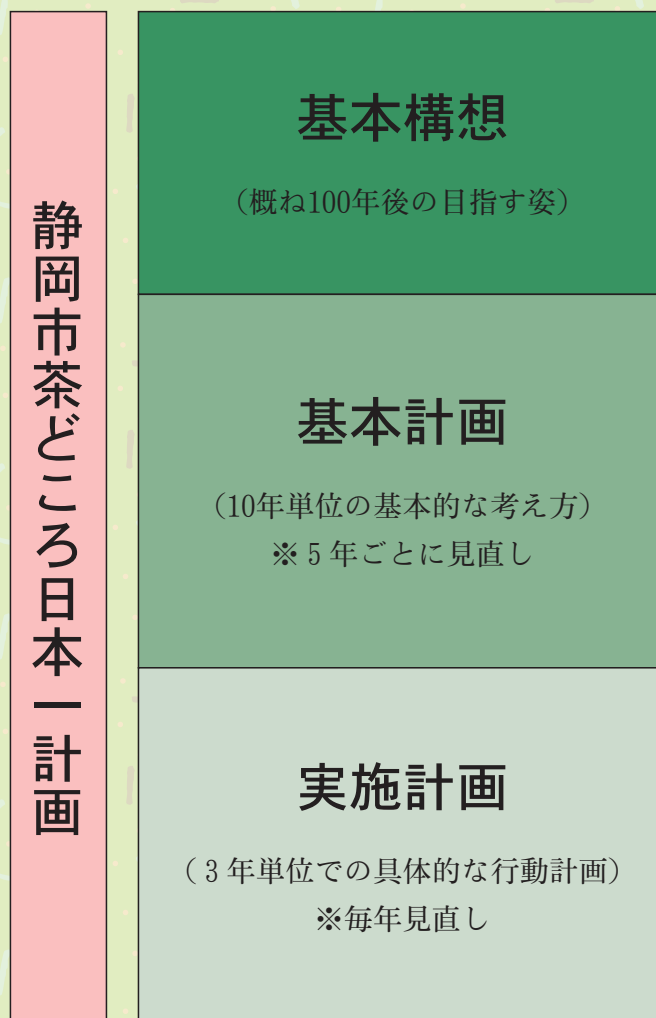 静岡市茶どころ日本一計画
基本構想
（概ね100年後の目指す姿）
基本計画
（10年単位の基本的な考え方）
※５年ごとに見直し
実施計画
（３年単位での具体的な行動計画）
※毎年見直し